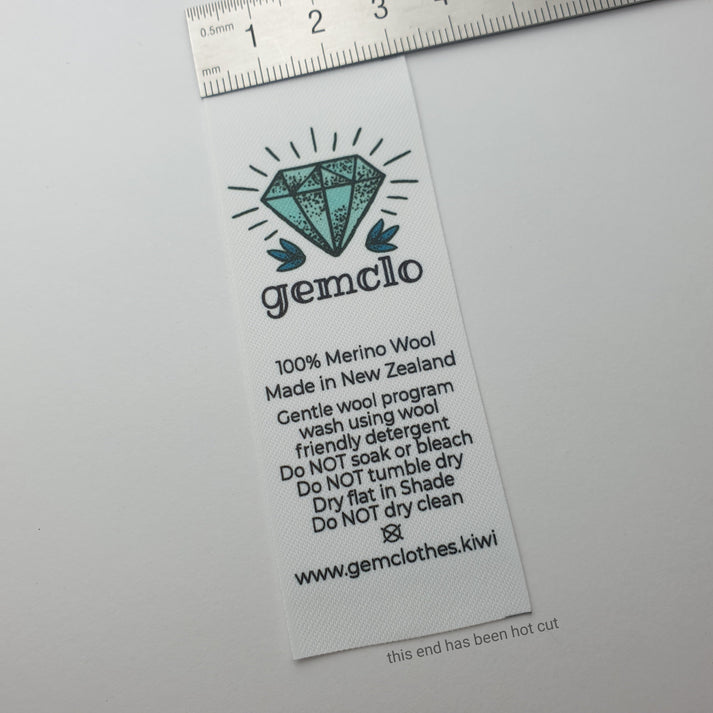 0.5mm
1 2 3
mm
gemclo
100% Merino Wool
Made in New Zealand
Gentle wool program
wash using wool
friendly detergent
Do NOT soak or bleach
Do NOT tumble dry
Dry flat in Shade
Do NOT dry clean
www.gemclothes.kiwi
this end has been hot cut